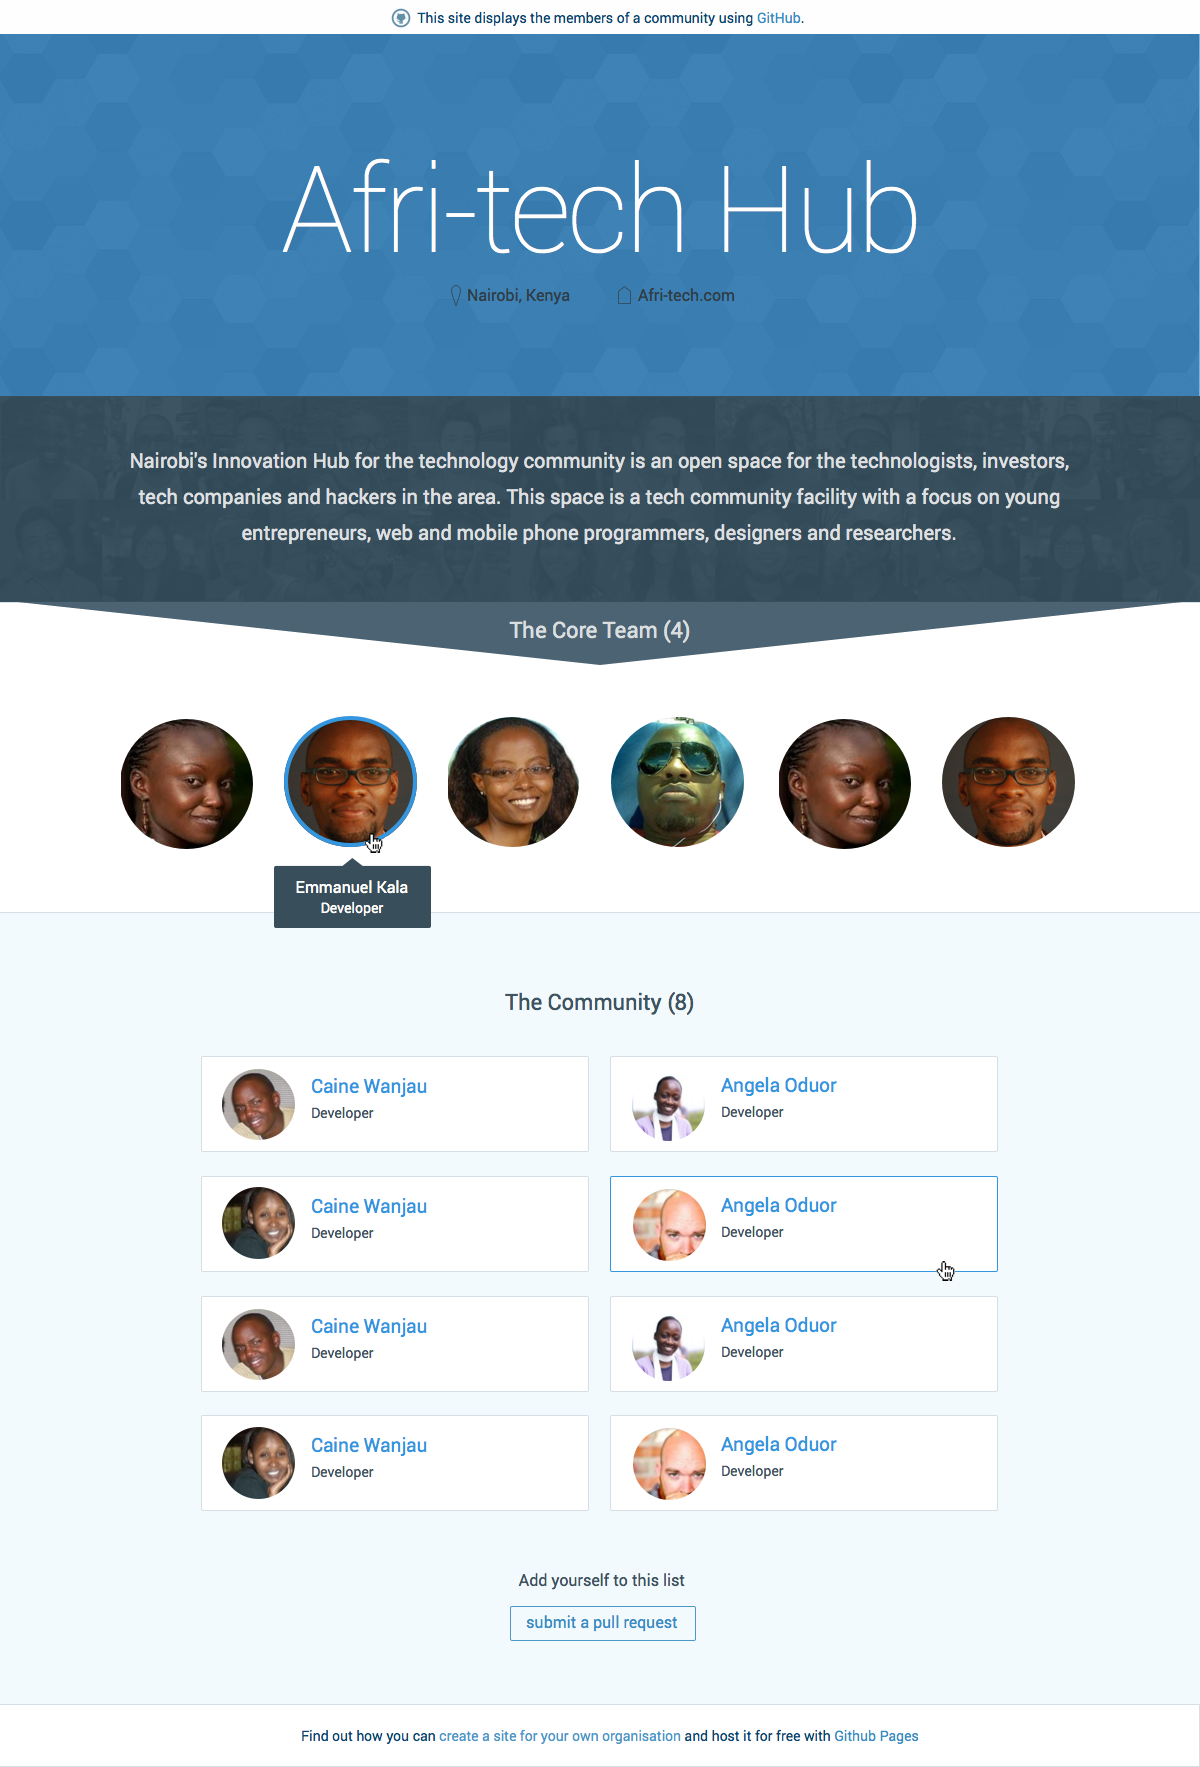 This site displays the members of a community using GitHub.
Afri-tech Hub
Nairobi, Kenya
Afri-tech.com
Nairobi's Innovation Hub for the technology community is an open space for the technologists, investors,
tech companies and hackers in the area. This space is a tech community facility with a focus on young
entrepreneurs, web and mobile phone programmers, designers and researchers.
The Core Team (4)
Emmanuel Kala
Developer
The Community (8)
Caine Wanjau
Developer
Angela Oduor
Developer
Caine Wanjau
Developer
Angela Oduor
Developer
Caine Wanjau
Developer
Angela Oduor
Developer
Caine Wanjau
Developer
Angela Oduor
Developer
Add yourself to this list
submit a pull request
Find out how you can create a site for your own organisation and host it for free with Github Pages